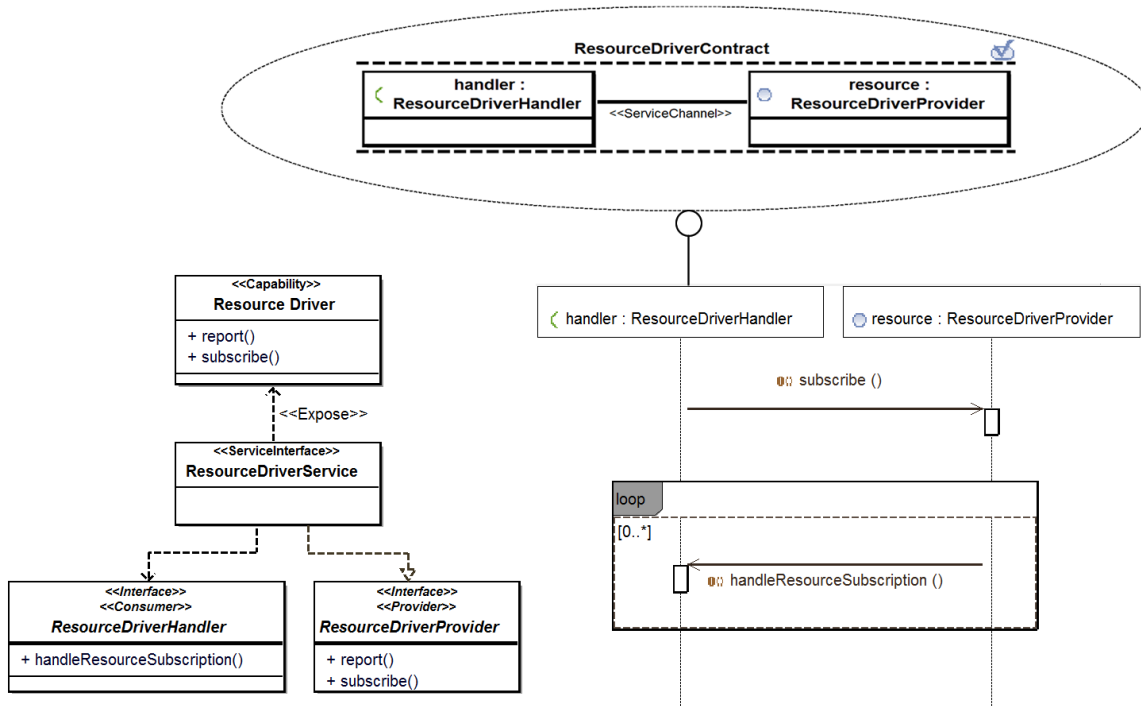 ResourceDriverContract
handler :
ResourceDriverHandler
<<ServiceChannel>>
resource :
ResourceDriverProvider
<<Capability>>
Resource Driver
+ report()
+ subscribe()
<<Expose>>
<<ServiceInterface>>
ResourceDriverService
<<Interface>>
<<Consumer>>
ResourceDriverHandler
+ handleResourceSubscription()
<<Interface>>
<<Provider>>
ResourceDriverProvider
+ report()
+ subscribe()
handler : ResourceDriverHandler
resource : ResourceDriverProvider
subscribe ()
loop
[0..*]
handleResourceSubscription ()